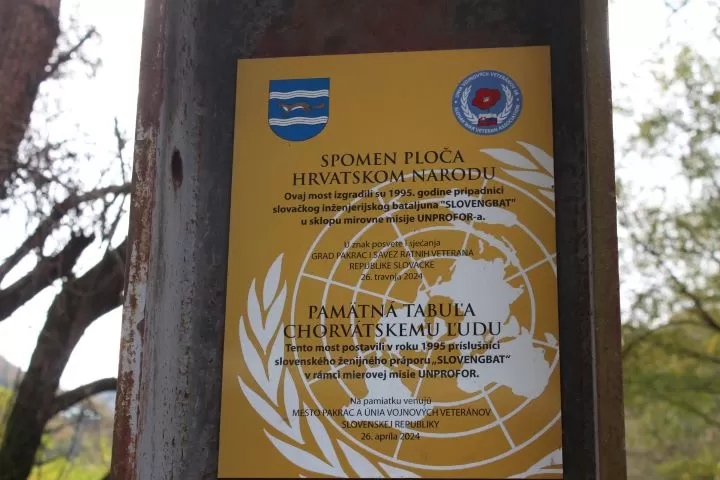 SPOMEN PLOČA
HRVATSKOM NARODU
Ovaj most izgradili su 1995. godine pripadnici
slovačkog inženjerijskog bataljuna "SLOVENGBAT"
u sklopu mirovne misije UNPROFOR-a.
U znak posvete i sjećanja
GRAD PAKRAC I SAVEZ RATNIH VETERANA
REPUBLIKE SLOVAČKE
26. travnja 2024
PAMÄTNÁ TABUĽA
CHORVÁTSKEMU ĽUDU
Tento most postavili v roku 1995 príslušníci
slovenského ženijného práporu „SLOVENGBAT“
v rámci mierovej misie UNPROFOR.
Na pamiatku venujú
MESTO PAKRAC A ÚNIA VOJNOVÝCH VETERÁNOV
SLOVENSKEJ REPUBLIKY
26. apríla 2024